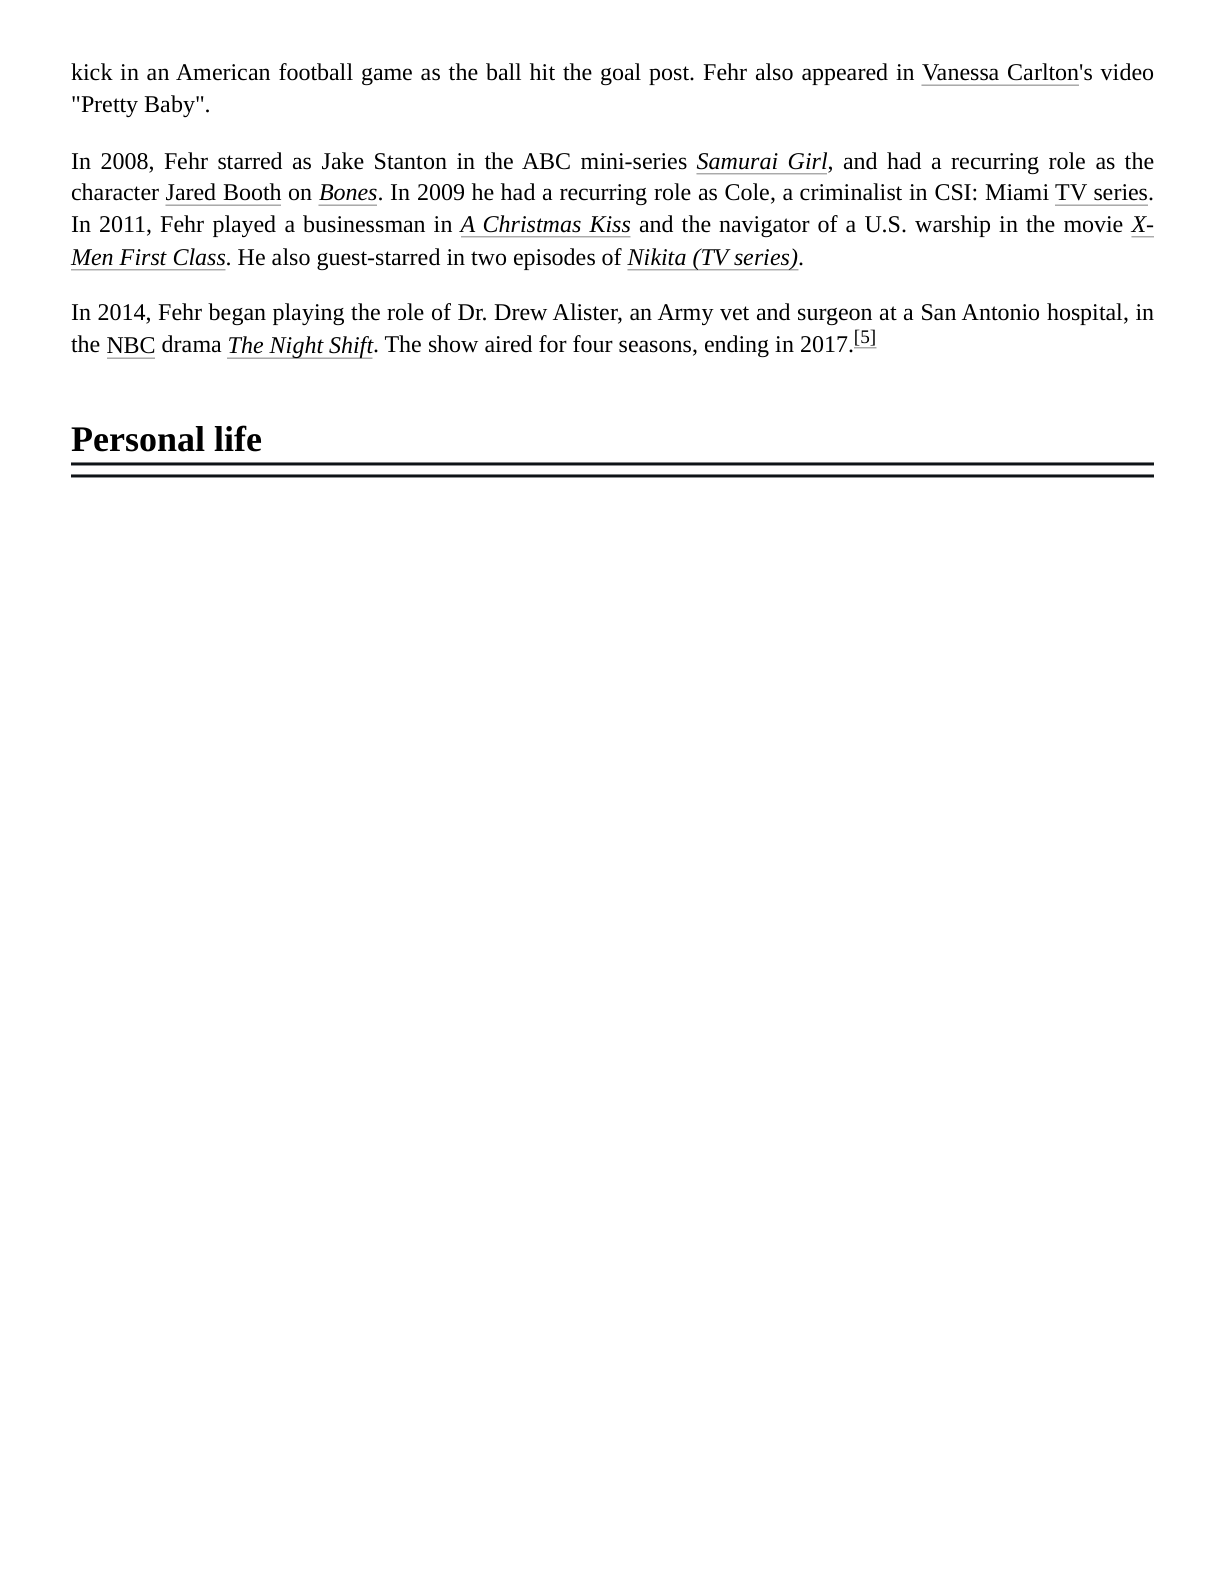 kick in an American football game as the ball hit the goal post. Fehr also appeared in Vanessa Carlton's video
"Pretty Baby".
In 2008, Fehr starred as Jake Stanton in the ABC mini-series Samurai Girl, and had a recurring role as the
character Jared Booth on Bones. In 2009 he had a recurring role as Cole, a criminalist in CSI: Miami TV series.
In 2011, Fehr played a businessman in A Christmas Kiss and the navigator of a U.S. warship in the movie X-
Men First Class. He also guest-starred in two episodes of Nikita (TV series).
In 2014, Fehr began playing the role of Dr. Drew Alister, an Army vet and surgeon at a San Antonio hospital, in
the NBC drama The Night Shift. The show aired for four seasons, ending in 2017.[5]
Personal life